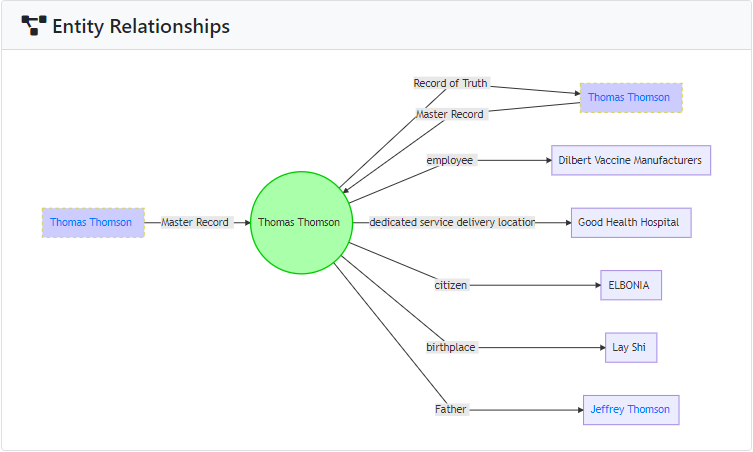 Entity Relationships
Record of Truth
Thomas Thomson
Master Record
employee
Dilbert Vaccine Manufacturers
Thomas Thomson
Master Record
Thomas Thomson
dedicated service delivery location
Good Health Hospital
citizen
ELBONIA
birthplace
Lay Shi
Father
Jeffrey Thomson